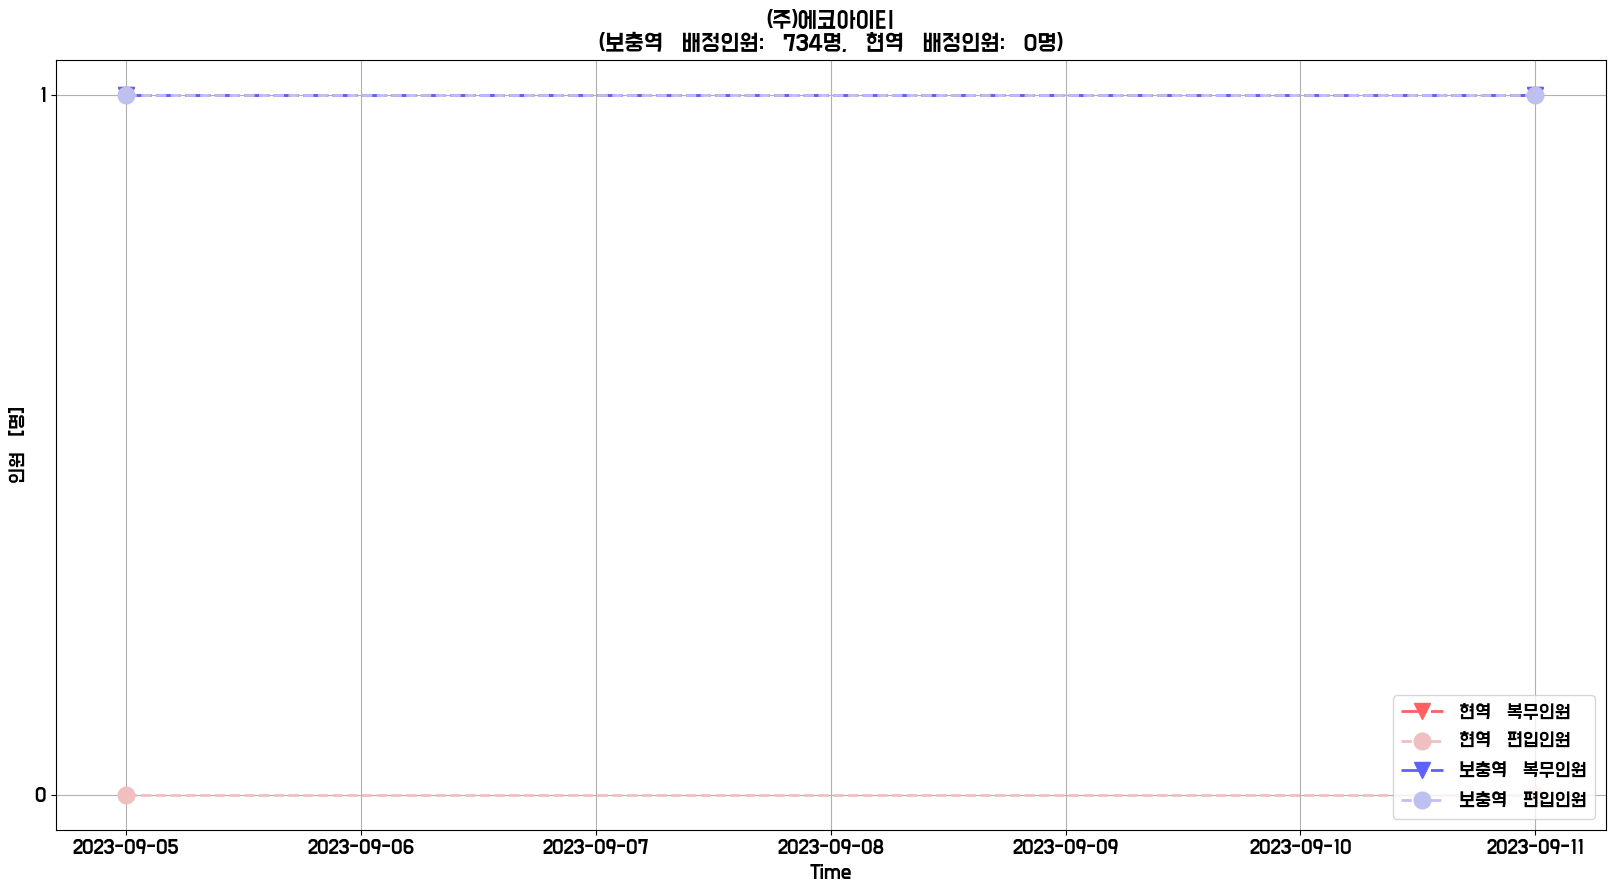 (주)에코아이티
(보충역 배정인원: 734명, 현역 배정인원: 0명)
인원 [명]
1
0
2023-09-05 2023-09-06 2023-09-07 2023-09-08 2023-09-09 2023-09-10 2023-09-11
Time
현역 복무인원
현역 편입인원
보충역 복무인원
보충역 편입인원